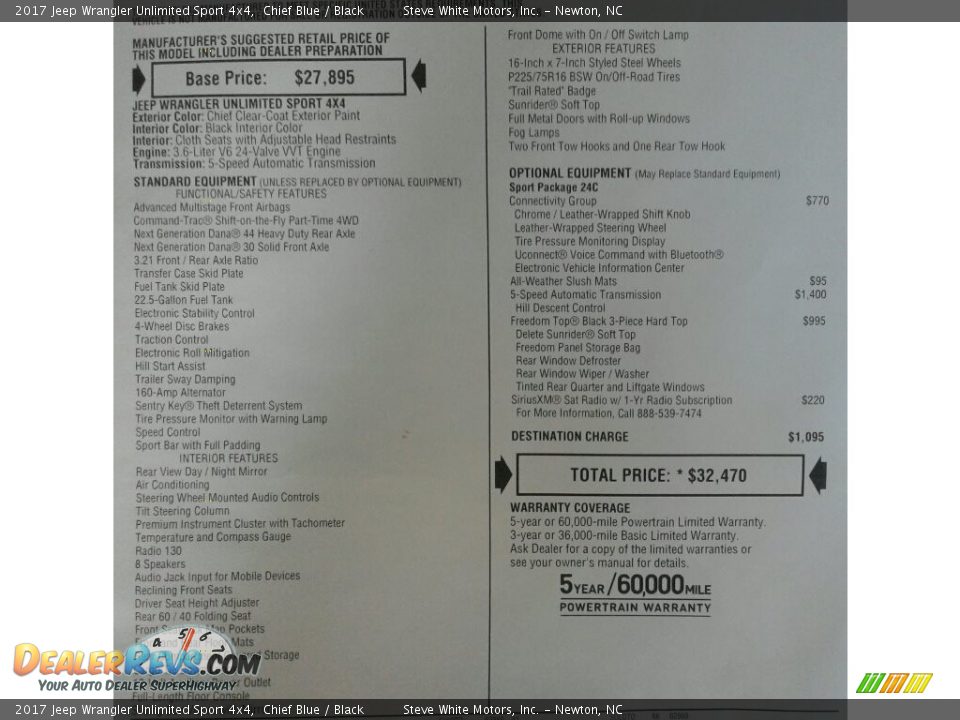 2017 Jeep Wrangler Unlimited Sport 4x4, Chief Blue / Black Steve White Motors, Inc. - Newton, NC
MANUFACTURER'S SUGGESTED RETAIL PRICE OF
THIS MODEL INCLUDING DEALER PREPARATION
Base Price: $27,895
JEEP WRANGLER UNLIMITED SPORT 4X4
Exterior Color: Chief Clear-Coat Exterior Paint
Interior Color: Black Interior Color
Interior: Cloth Seats with Adjustable Head Restraints
Engine: 3.6-Liter V6 24-Valve VVT Engine
Transmission: 5-Speed Automatic Transmission
STANDARD EQUIPMENT (UNLESS REPLACED BY OPTIONAL EQUIPMENT)
FUNCTIONAL/SAFETY FEATURES
Advanced Multistage Front Airbags
Command-Trac® Shift-on-the-Fly Part-Time 4WD
Next Generation Dana® 44 Heavy Duty Rear Axle
Next Generation Dana® 30 Solid Front Axle
3.21 Front / Rear Axle Ratio
Transfer Case Skid Plate
Fuel Tank Skid Plate
22.5-Gallon Fuel Tank
Electronic Stability Control
4-Wheel Disc Brakes
Traction Control
Electronic Roll Mitigation
Hill Start Assist
Trailer Sway Damping
160-Amp Alternator
Sentry Key® Theft Deterrent System
Tire Pressure Monitor with Warning Lamp
Speed Control
Sport Bar with Full Padding
INTERIOR FEATURES
Rear View Day / Night Mirror
Air Conditioning
Steering Wheel Mounted Audio Controls
Tilt Steering Column
Premium Instrument Cluster with Tachometer
Temperature and Compass Gauge
Radio 130
8 Speakers
Audio Jack Input for Mobile Devices
Reclining Front Seats
Driver Seat Height Adjuster
Rear 60 / 40 Folding Seat
Front Map Pockets
Mats
Storage
Outlet
Full-Length Floor Console
Front Dome with On / Off Switch Lamp
EXTERIOR FEATURES
16-Inch x 7-Inch Styled Steel Wheels
P225/75R16 BSW On/Off-Road Tires
"Trail Rated" Badge
Sunrider® Soft Top
Full Metal Doors with Roll-up Windows
Fog Lamps
Two Front Tow Hooks and One Rear Tow Hook
OPTIONAL EQUIPMENT (May Replace Standard Equipment)
Sport Package 24C
Connectivity Group $770
Chrome / Leather-Wrapped Shift Knob
Leather-Wrapped Steering Wheel
Tire Pressure Monitoring Display
Uconnect® Voice Command with Bluetooth®
Electronic Vehicle Information Center
All-Weather Slush Mats $95
5-Speed Automatic Transmission $1,400
Hill Descent Control
Freedom Top® Black 3-Piece Hard Top $995
Delete Sunrider® Soft Top
Freedom Panel Storage Bag
Rear Window Defroster
Rear Window Wiper / Washer
Tinted Rear Quarter and Liftgate Windows
SiriusXM® Sat Radio w/ 1-Yr Radio Subscription $220
For More Information, Call 888-539-7474
DESTINATION CHARGE $1,095
TOTAL PRICE: * $32,470
WARRANTY COVERAGE
5-year or 60,000-mile Powertrain Limited Warranty.
3-year or 36,000-mile Basic Limited Warranty.
Ask Dealer for a copy of the limited warranties or
see your owner's manual for details.
5 YEAR / 60,000 MILE
POWERTRAIN WARRANTY
4 5 6 7
DEALERREVS.COM
YOUR AUTO DEALER SUPERHIGHWAY
2017 Jeep Wrangler Unlimited Sport 4x4, Chief Blue / Black Steve White Motors, Inc. - Newton, NC